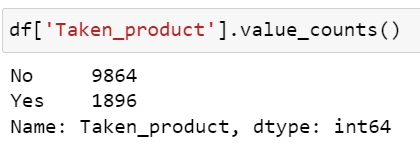 df['Taken_product'].value_counts()
No 9864
Yes 1896
Name: Taken_product, dtype: int64